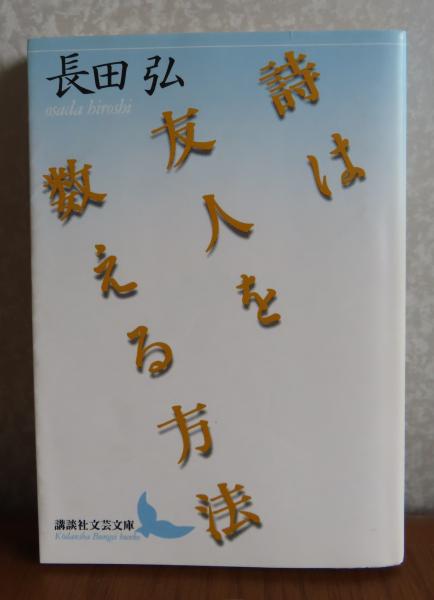 長田 弘
osada hiroshi
詩は
友人を
数える方法
講談社文芸文庫
Kodansha Bungei bunko